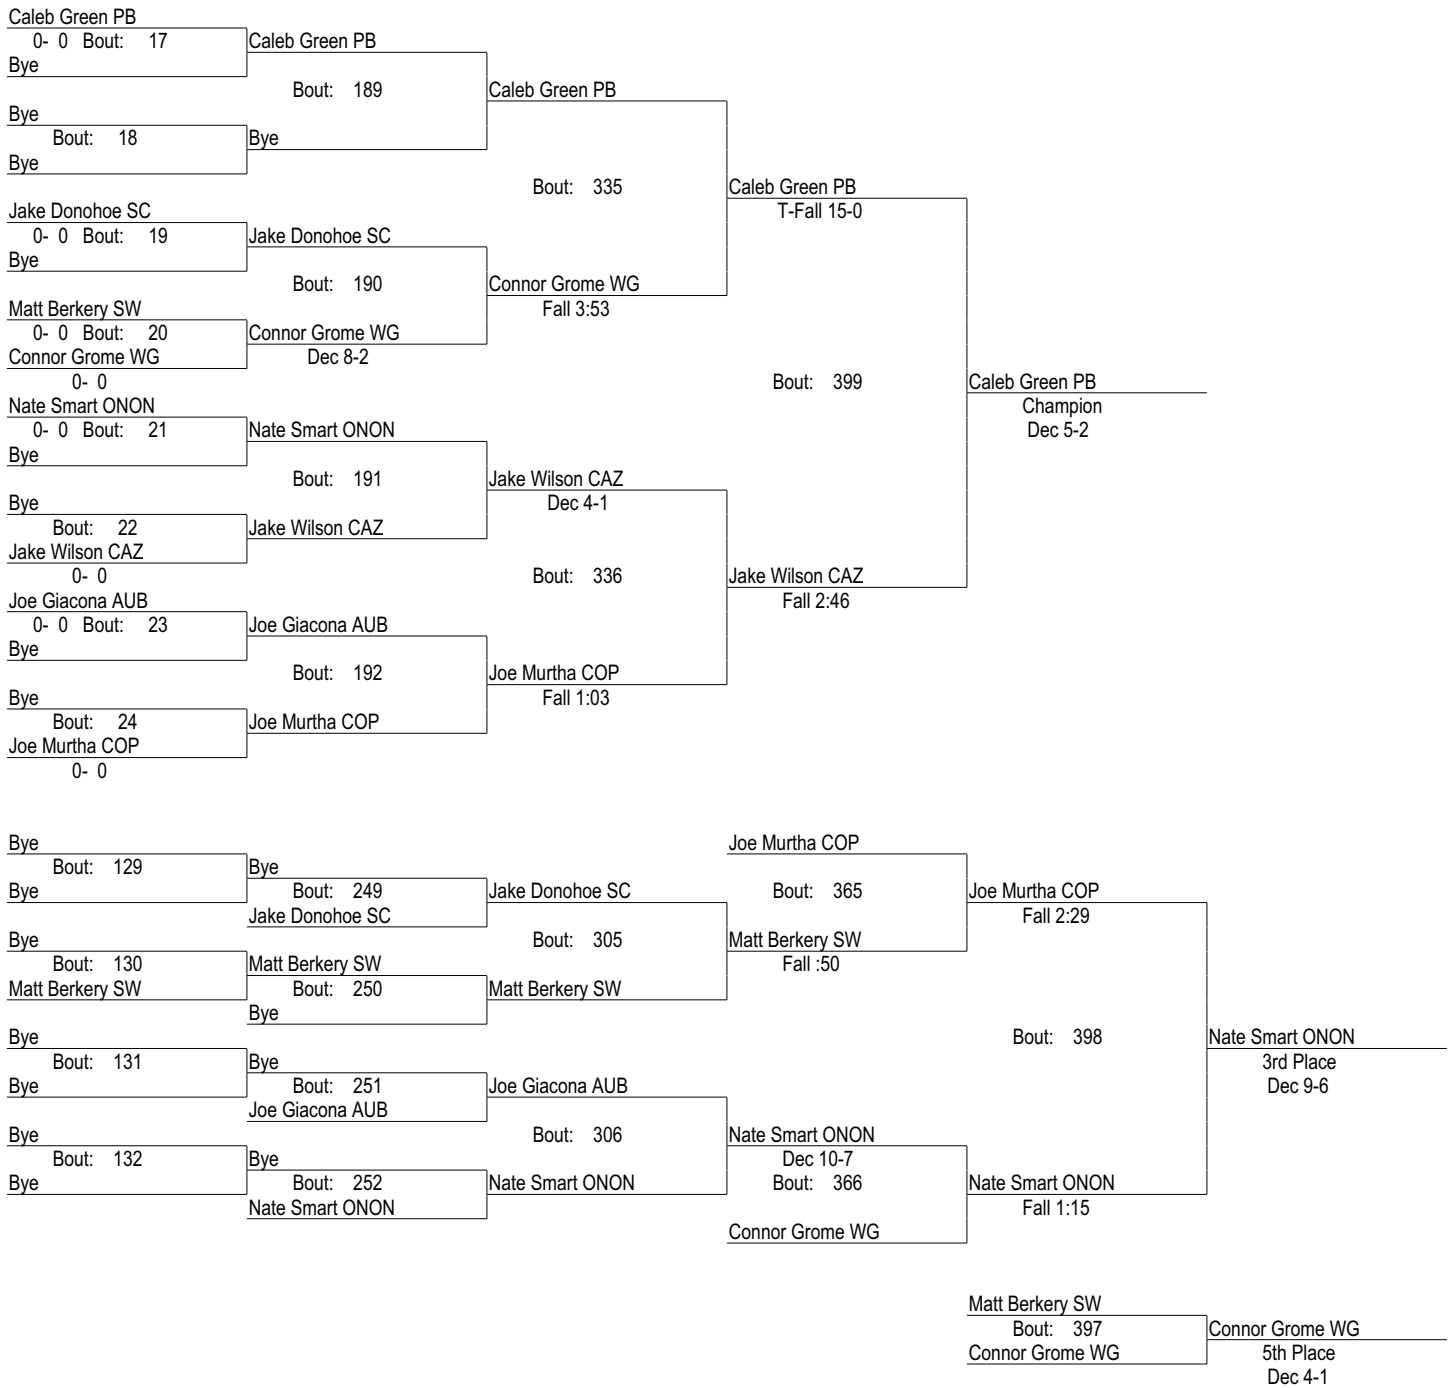 Caleb Green PB
0- 0 Bout: 17
Caleb Green PB
Bye
Bout: 189
Caleb Green PB
Bye
Bout: 18
Bye
Bye
Bout: 335
Caleb Green PB
T-Fall 15-0
Jake Donohoe SC
0- 0 Bout: 19
Jake Donohoe SC
Bye
Bout: 190
Connor Grome WG
Fall 3:53
Matt Berkery SW
0- 0 Bout: 20
Connor Grome WG
Connor Grome WG
Dec 8-2
0- 0
Bout: 399
Caleb Green PB
Champion
Dec 5-2
Nate Smart ONON
0- 0 Bout: 21
Nate Smart ONON
Bye
Bout: 191
Jake Wilson CAZ
Dec 4-1
Bye
Bout: 22
Jake Wilson CAZ
Jake Wilson CAZ
0- 0
Bout: 336
Jake Wilson CAZ
Fall 2:46
Joe Giacona AUB
0- 0 Bout: 23
Joe Giacona AUB
Bye
Bout: 192
Joe Murtha COP
Fall 1:03
Bye
Bout: 24
Joe Murtha COP
Joe Murtha COP
0- 0
Bye
Bout: 129
Bye
Bye
Bout: 249
Jake Donohoe SC
Jake Donohoe SC
Joe Murtha COP
Bout: 365
Joe Murtha COP
Fall 2:29
Bye
Bout: 130
Matt Berkery SW
Matt Berkery SW
Bout: 250
Matt Berkery SW
Bye
Bout: 305
Matt Berkery SW
Fall :50
Bye
Bout: 131
Bye
Bye
Bout: 251
Joe Giacona AUB
Joe Giacona AUB
Bout: 398
Nate Smart ONON
3rd Place
Dec 9-6
Bye
Bout: 132
Bye
Bye
Bout: 252
Nate Smart ONON
Nate Smart ONON
Bout: 306
Nate Smart ONON
Dec 10-7
Bout: 366
Nate Smart ONON
Fall 1:15
Connor Grome WG
Matt Berkery SW
Bout: 397
Connor Grome WG
Connor Grome WG
5th Place
Dec 4-1